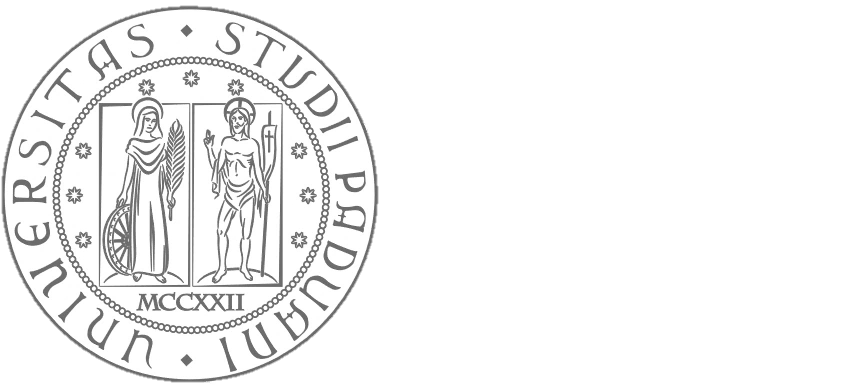 UNIVERSITAS • STUDII PADUANI •
MCCXXII